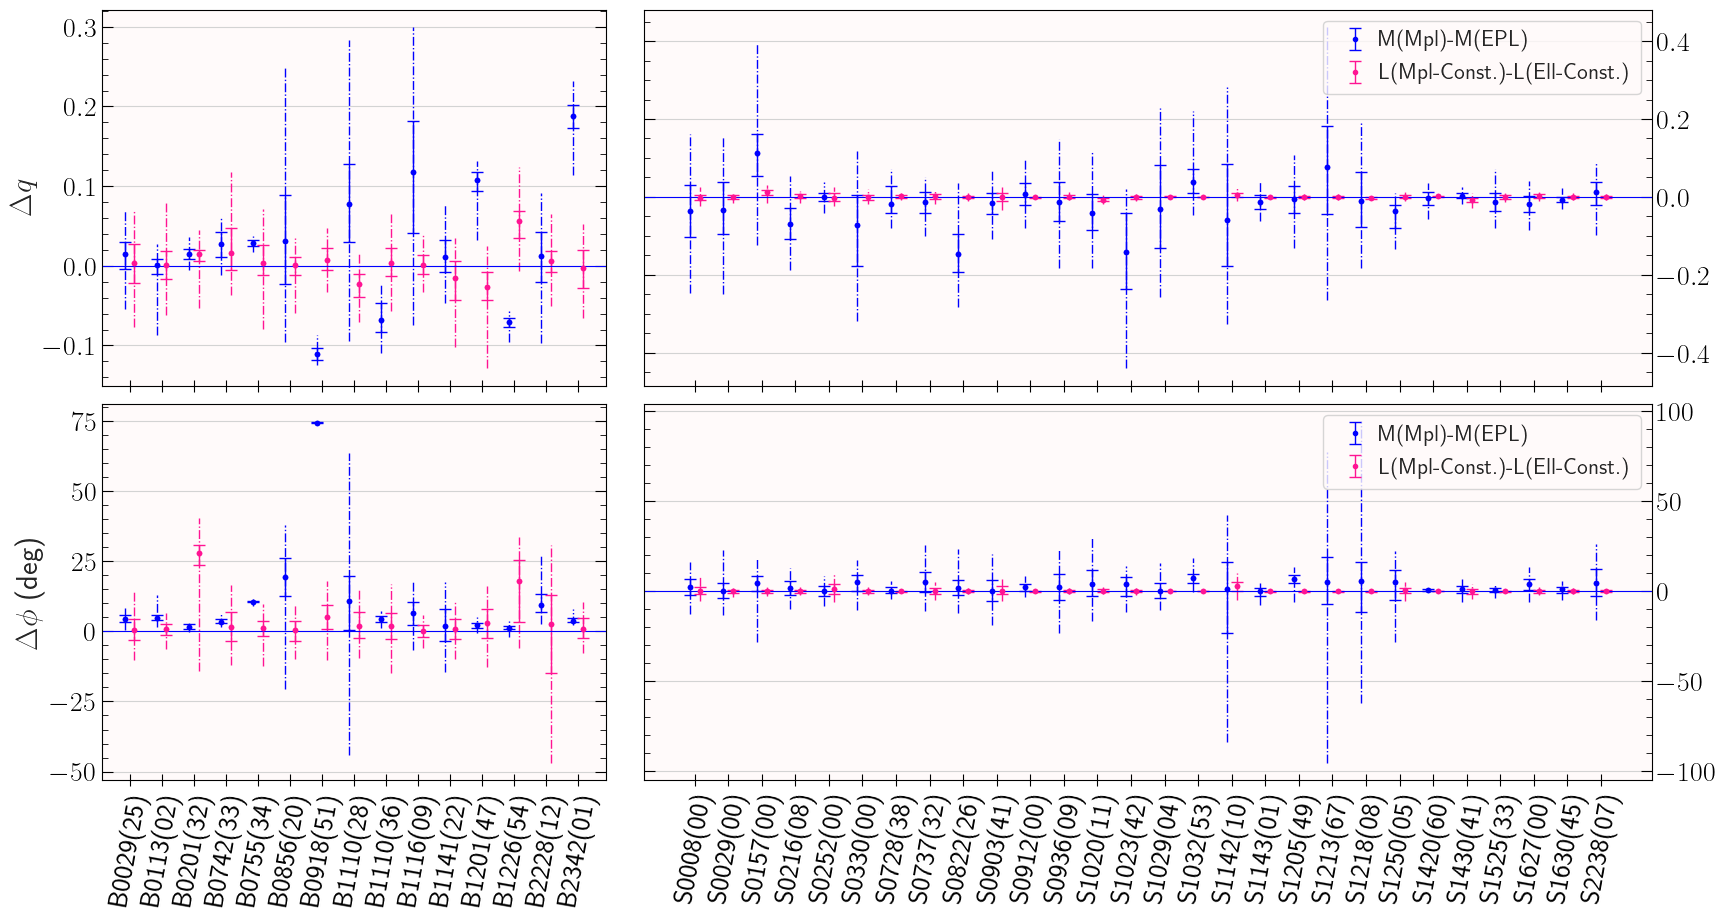 Δq
0.3
0.2
0.1
0.0
−0.1
0.4
0.2
0.0
−0.2
−0.4
M(Mpl)-M(EPL)
L(Mpl-Const.)-L(Ell-Const.)
Δϕ (deg)
75
50
25
0
−25
−50
100
50
0
−50
−100
M(Mpl)-M(EPL)
L(Mpl-Const.)-L(Ell-Const.)
B0029(25)
B0113(02)
B0201(32)
B0742(33)
B0755(34)
B0856(20)
B0918(51)
B1110(28)
B1110(36)
B1116(09)
B1141(22)
B1201(47)
B1226(54)
B2228(12)
B2342(01)
S0008(00)
S0029(00)
S0157(00)
S0216(08)
S0252(00)
S0330(00)
S0728(38)
S0737(32)
S0822(26)
S0903(41)
S0912(00)
S0936(09)
S1020(11)
S1023(42)
S1029(04)
S1032(53)
S1142(10)
S1143(01)
S1205(49)
S1213(67)
S1218(08)
S1250(05)
S1420(60)
S1430(41)
S1525(33)
S1627(00)
S1630(45)
S2238(07)